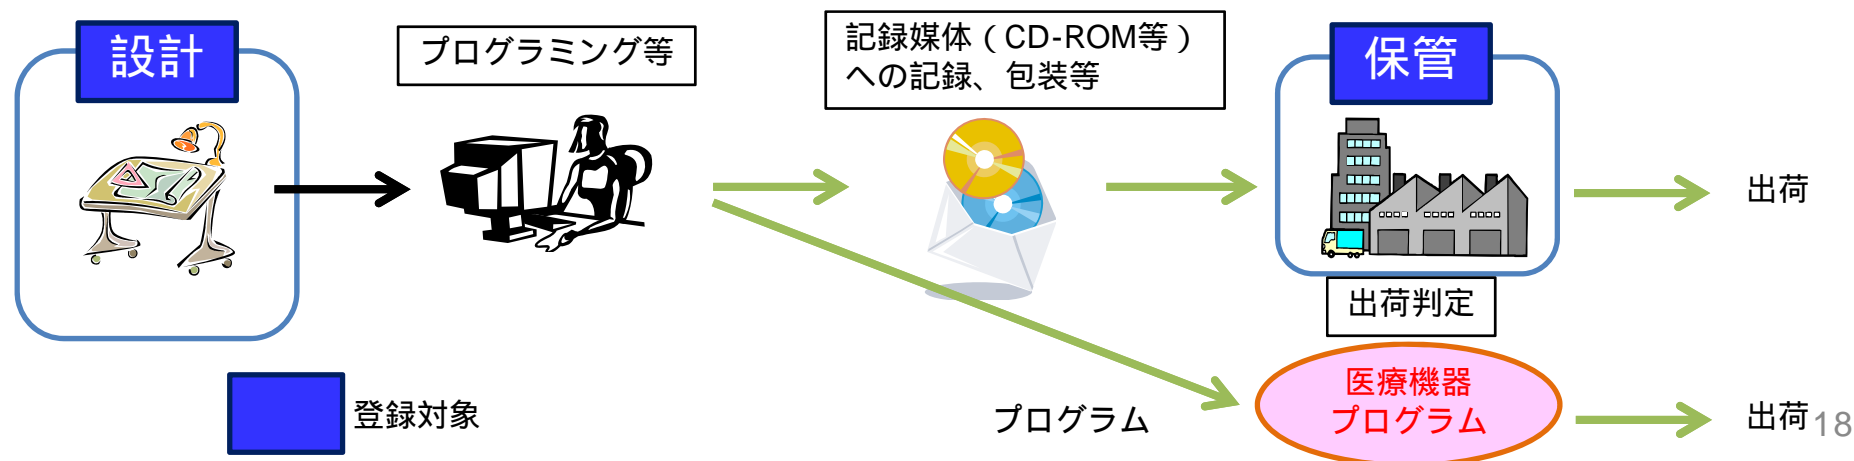 設計
プログラミング等
記録媒体（CD-ROM等）
への記録、包装等
保管
出荷
出荷判定
医療機器
プログラム
登録対象
プログラム
出荷
18